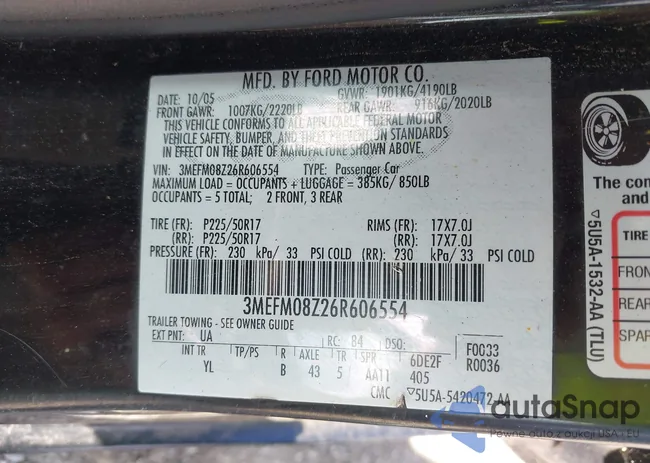 MFD. BY FORD MOTOR CO.
DATE: 10/05 GVWR: 1901KG/4190LB
FRONT GAWR: 1007KG/2220LB REAR GAWR: 916KG/2020LB
THIS VEHICLE CONFORMS TO ALL APPLICABLE FEDERAL MOTOR
VEHICLE SAFETY, BUMPER, AND THEFT PREVENTION STANDARDS
IN EFFECT ON THE DATE OF MANUFACTURE SHOWN ABOVE.
VIN: 3MEFM08Z26R606554 TYPE: Passenger Car
MAXIMUM LOAD = OCCUPANTS + LUGGAGE = 385KG/850LB
OCCUPANTS = 5 TOTAL; 2 FRONT, 3 REAR
TIRE (FR): P225/50R17 RIMS (FR): 17X7.0J
(RR): P225/50R17 (RR): 17X7.0J
PRESSURE (FR): 230 kPa/ 33 PSI COLD (RR): 230 kPa/ 33 PSI COLD
3MEFM08Z26R606554
TRAILER TOWING - SEE OWNER GUIDE
EXT PNT: UA RC: 84 DSO: F0033
INT TR TP/PS R AXLE TR SPR 6DE2F R0036
YL B 43 5 AA11 405
CMC ▽5U5A-5420472-AA
▽5U5A-1532-AA (TLU)
The con
and
TIRE
FRON
REAR
SPAR
autoSnap
Pewne auto z aukcji USA i EU